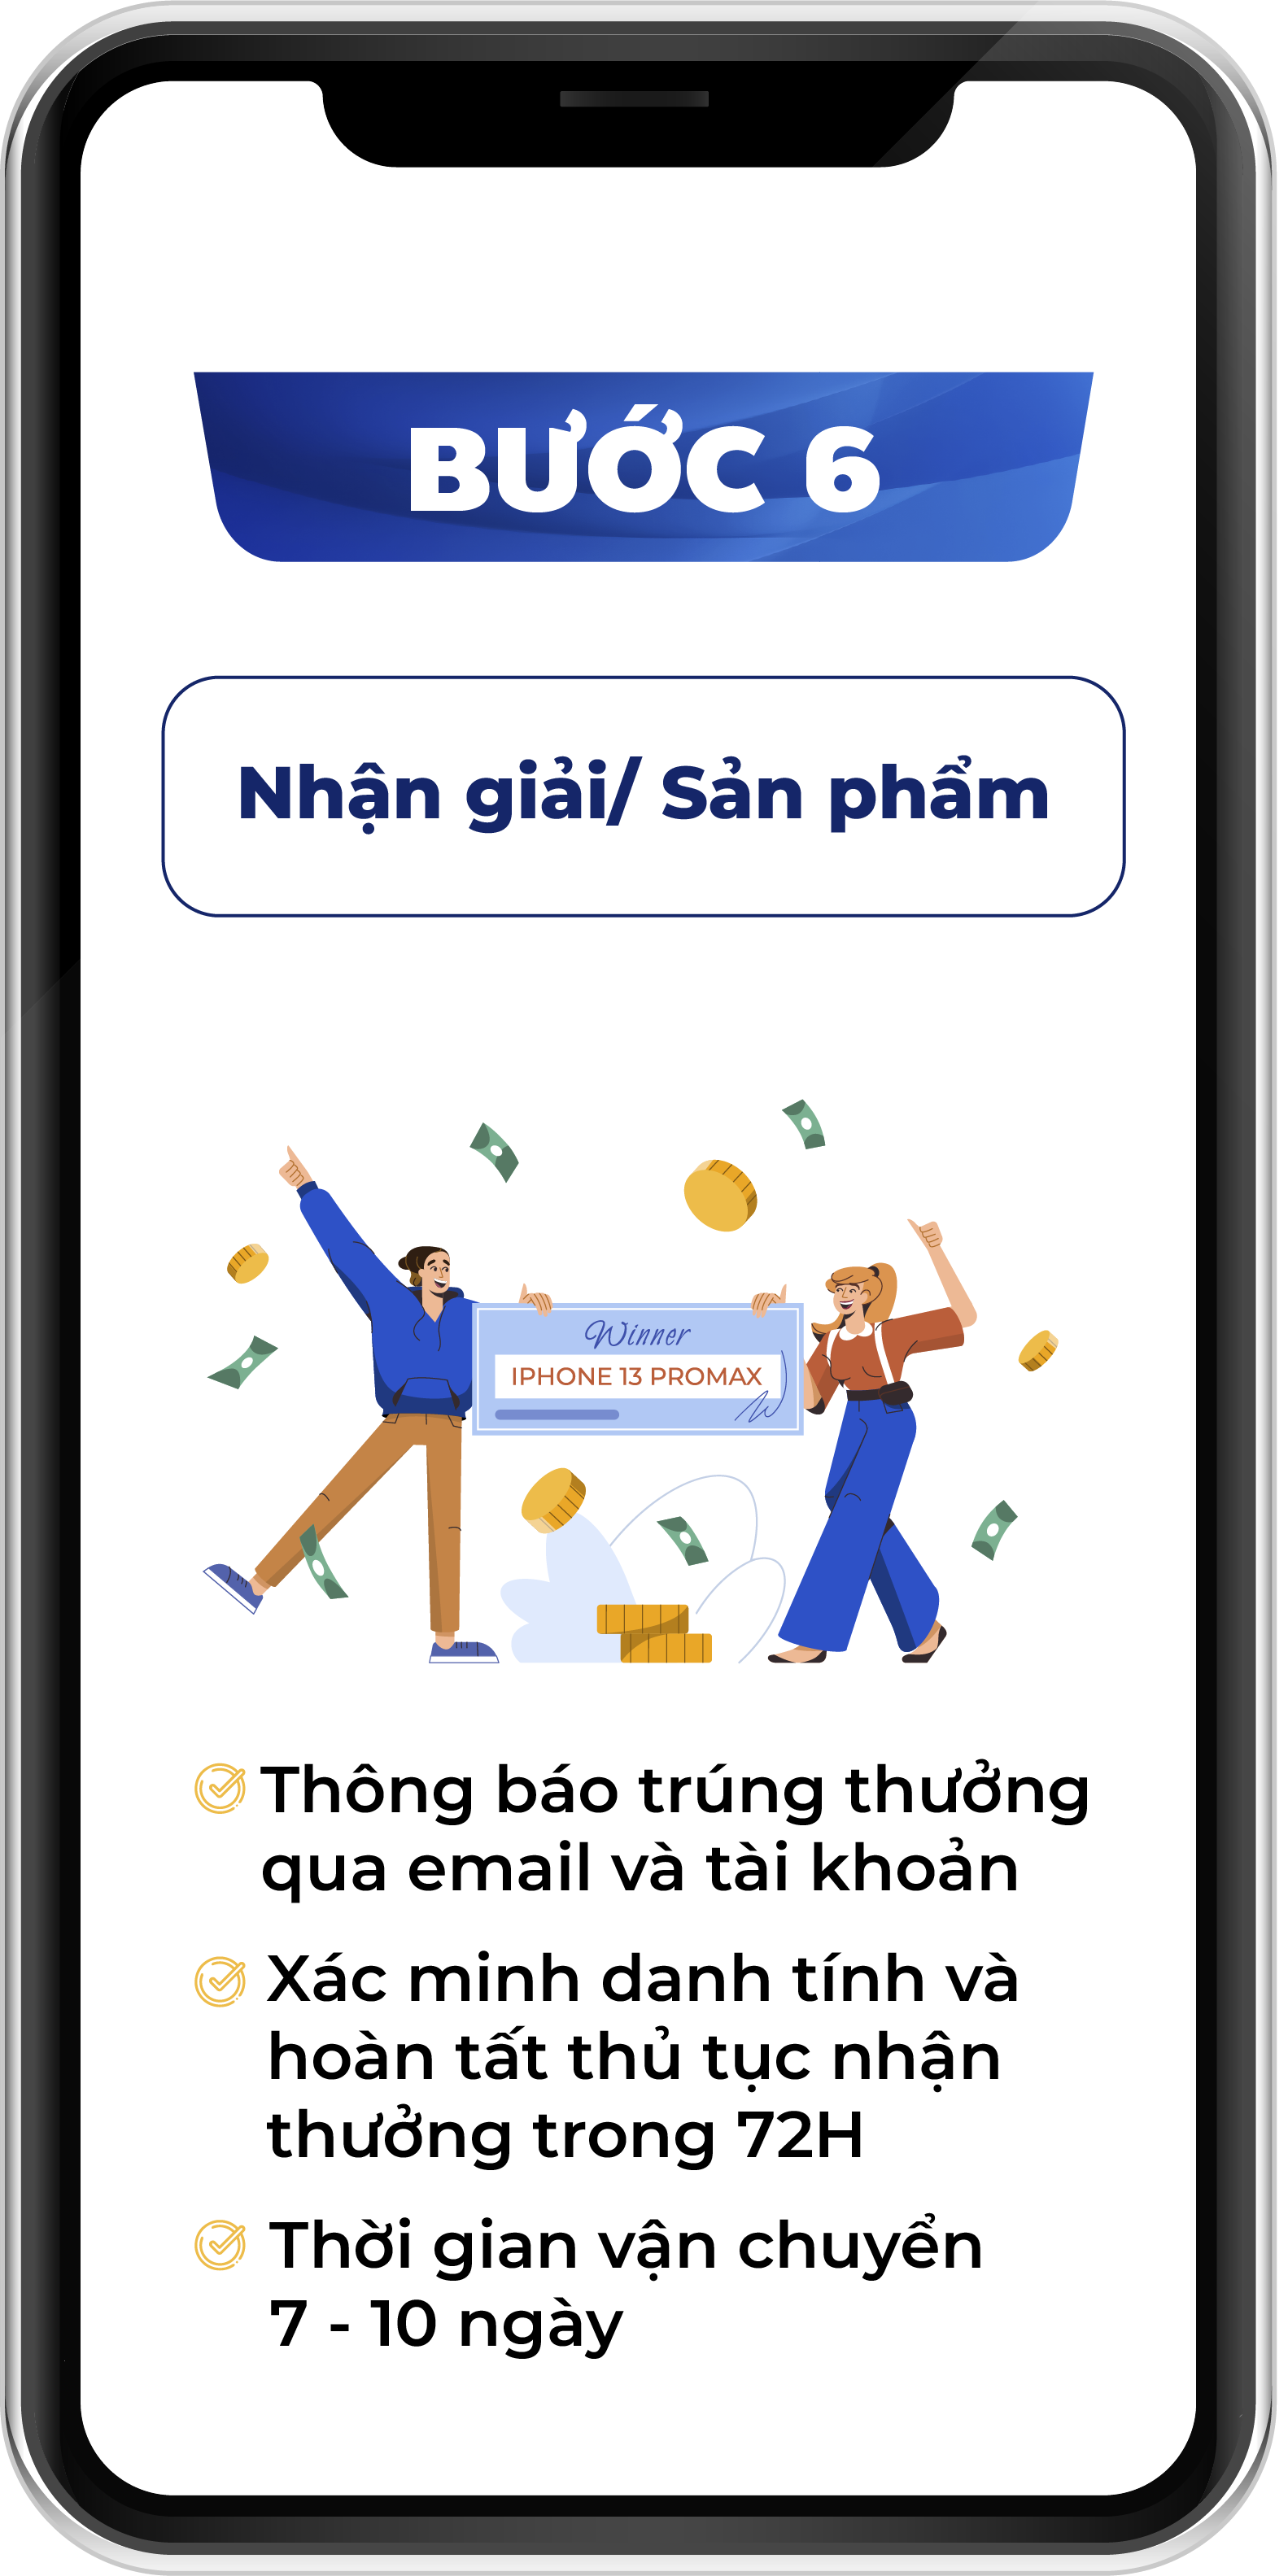 BƯỚC 6
Nhận giải/ Sản phẩm
Winner
IPHONE 13 PROMAX
Thông báo trúng thưởng
qua email và tài khoản
Xác minh danh tính và
hoàn tất thủ tục nhận
thưởng trong 72H
Thời gian vận chuyển
7 - 10 ngày